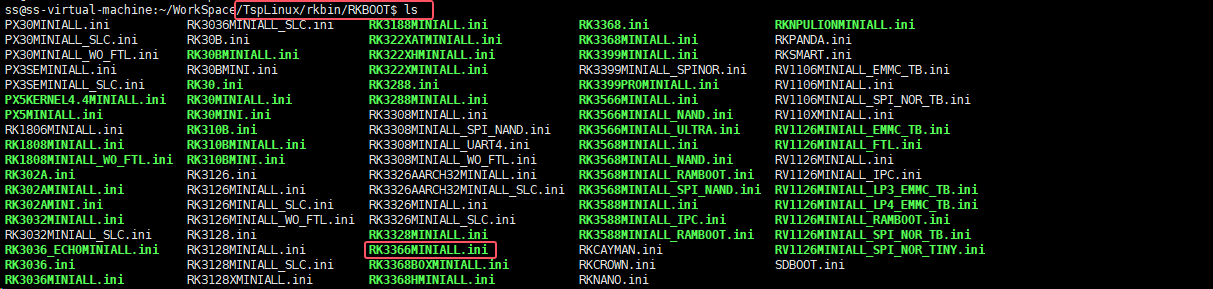 ss@ss-virtual-machine:~/WorkSpace/TspLinux/rkbin/RKBOOT$ ls
PX30MINIALL.ini RK3036MINIALL_SLC.ini RK3188MINIALL.ini RK3368.ini RKNPULIONMINIALL.ini
PX30MINIALL_SLC.ini RK30B.ini RK322XATMINIALL.ini RK3368MINIALL.ini RKPANDA.ini
PX30MINIALL_WO_FTL.ini RK30BMINIALL.ini RK322XHMINIALL.ini RK3399MINIALL.ini RKSMART.ini
PX3SEMINIALL.ini RK30BMINI.ini RK322XMINIALL.ini RK3399MINIALL_SPINOR.ini RV1106MINIALL_EMMC_TB.ini
PX3SEMINIALL_SLC.ini RK30.ini RK3288.ini RK3399PROMINIALL.ini RV1106MINIALL.ini
PX5KERNEL4.4MINIALL.ini RK30MINIALL.ini RK3288MINIALL.ini RK3566MINIALL.ini RV1106MINIALL_SPI_NOR_TB.ini
PX5MINIALL.ini RK30MINI.ini RK3308MINIALL.ini RK3566MINIALL_NAND.ini RV110XMINIALL.ini
RK1806MINIALL.ini RK310B.ini RK3308MINIALL_SPI_NAND.ini RK3566MINIALL_ULTRA.ini RV1126MINIALL_EMMC_TB.ini
RK1808MINIALL.ini RK310BMINIALL.ini RK3308MINIALL_UART4.ini RK3568MINIALL.ini RV1126MINIALL_FTL.ini
RK1808MINIALL_WO_FTL.ini RK310BMINI.ini RK3308MINIALL_WO_FTL.ini RK3568MINIALL_NAND.ini RV1126MINIALL.ini
RK302A.ini RK3126.ini RK3326AARCH32MINIALL.ini RK3568MINIALL_RAMBOOT.ini RV1126MINIALL_IPC.ini
RK302AMINIALL.ini RK3126MINIALL.ini RK3326AARCH32MINIALL_SLC.ini RK3568MINIALL_SPI_NAND.ini RV1126MINIALL_LP3_EMMC_TB.ini
RK302AMINI.ini RK3126MINIALL_SLC.ini RK3326MINIALL.ini RK3588MINIALL.ini RV1126MINIALL_LP4_EMMC_TB.ini
RK3032MINIALL.ini RK3126MINIALL_WO_FTL.ini RK3326MINIALL_SLC.ini RK3588MINIALL_IPC.ini RV1126MINIALL_RAMBOOT.ini
RK3032MINIALL_SLC.ini RK3128.ini RK3328MINIALL.ini RK3588MINIALL_RAMBOOT.ini RV1126MINIALL_SPI_NOR_TB.ini
RK3036_ECHOMINIALL.ini RK3128MINIALL.ini RK3366MINIALL.ini RKCAYMAN.ini RV1126MINIALL_SPI_NOR_TINY.ini
RK3036.ini RK3128MINIALL_SLC.ini RK3368BOXMINIALL.ini RKCROWN.ini SDBOOT.ini
RK3036MINIALL.ini RK3128XMINIALL.ini RK3368HMINIALL.ini RKNANO.ini